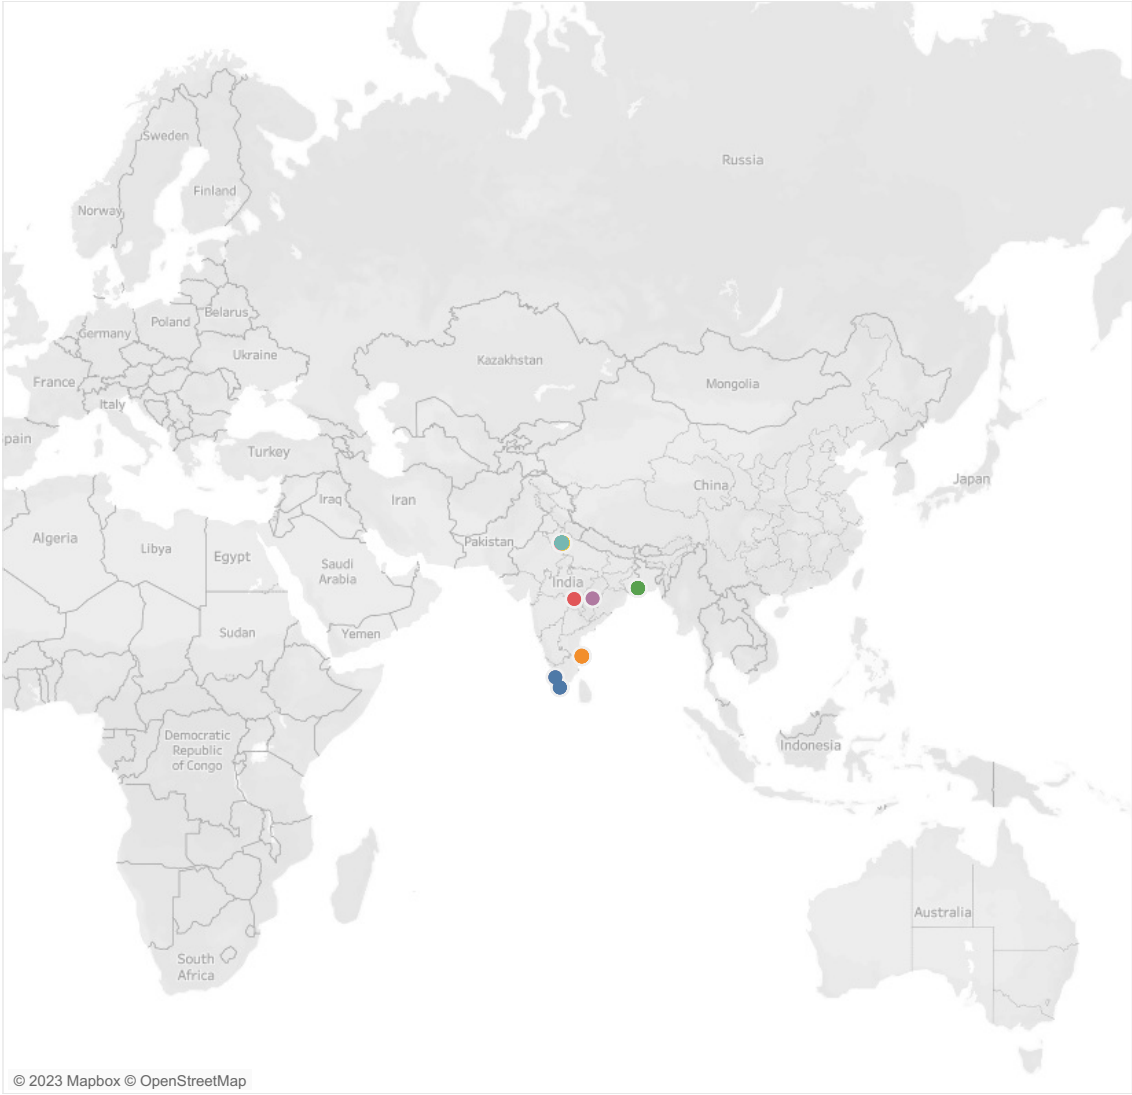 Russia
Sweden
Finland
Norway
Belarus
Poland
Germany
Ukraine
Kazakhstan
France
Mongolia
Italy
pain
Turkey
Japan
China
Iraq
Iran
Algeria
Libya
Egypt
Pakistan
Saudi
Arabia
India
Sudan
Yemen
Democratic
Republic
of Congo
Indonesia
Australia
South
Africa
© 2023 Mapbox © OpenStreetMap